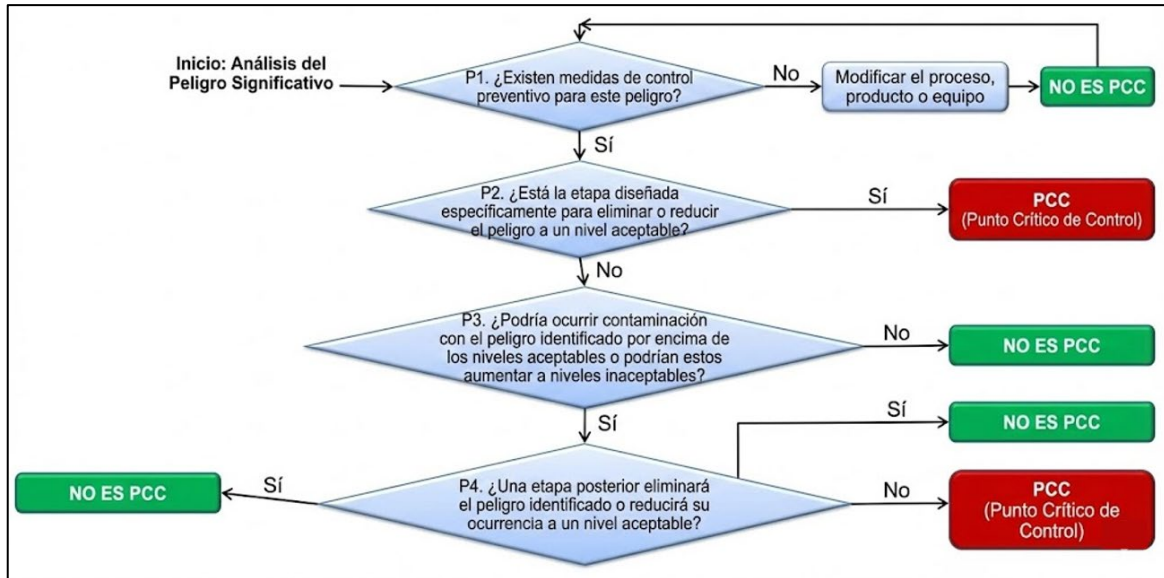 Inicio: Análisis del
Peligro Significativo
P1. ¿Existen medidas de control
preventivo para este peligro?
No
Modificar el proceso,
producto o equipo
NO ES PCC
Sí
P2. ¿Está la etapa diseñada
específicamente para eliminar o reducir
el peligro a un nivel aceptable?
Sí
PCC
(Punto Crítico de Control)
No
P3. ¿Podría ocurrir contaminación
con el peligro identificado por encima de
los niveles aceptables o podrían estos
aumentar a niveles inaceptables?
No
NO ES PCC
Sí
Sí
NO ES PCC
P4. ¿Una etapa posterior eliminará
el peligro identificado o reducirá su
ocurrencia a un nivel aceptable?
Sí
NO ES PCC
No
PCC
(Punto Crítico de
Control)